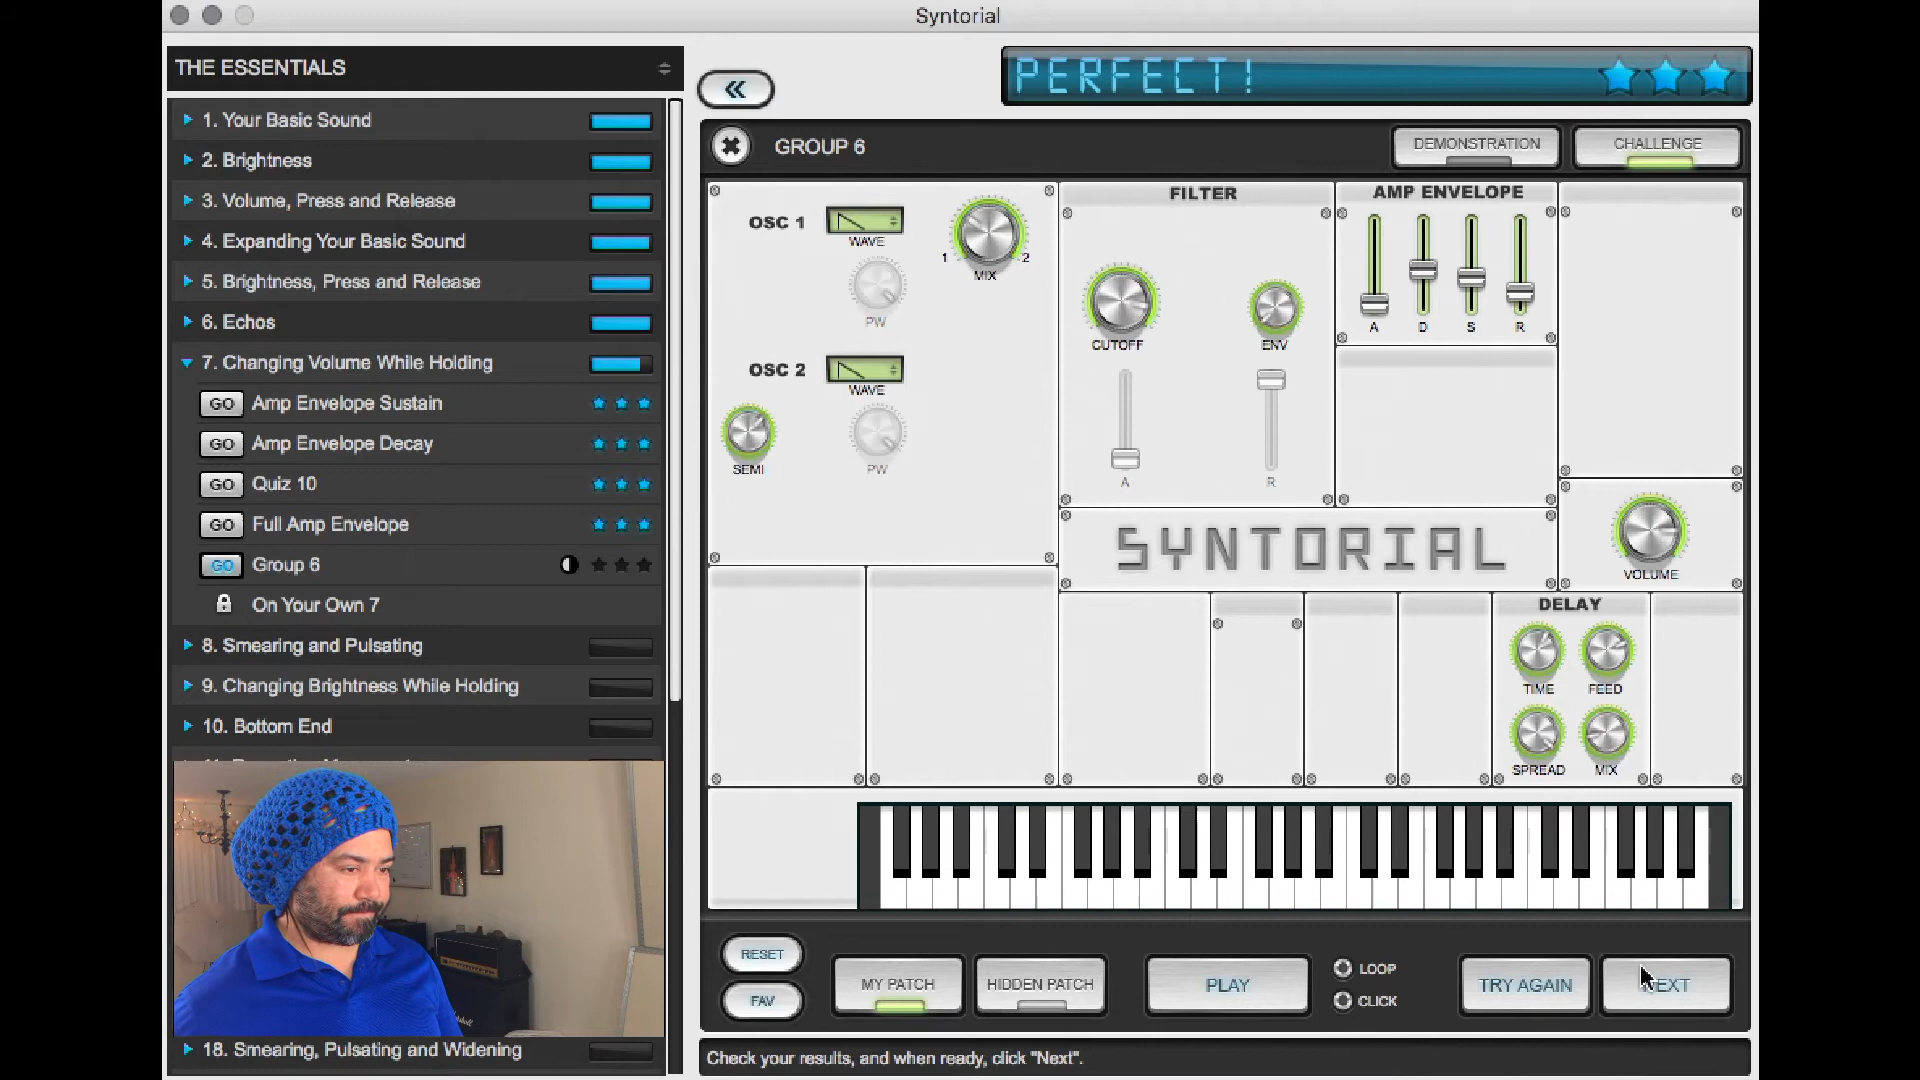 Syntorial
THE ESSENTIALS
1. Your Basic Sound
2. Brightness
3. Volume, Press and Release
4. Expanding Your Basic Sound
5. Brightness, Press and Release
6. Echos
7. Changing Volume While Holding
GO Amp Envelope Sustain
GO Amp Envelope Decay
GO Quiz 10
GO Full Amp Envelope
GO Group 6
On Your Own 7
8. Smearing and Pulsating
9. Changing Brightness While Holding
10. Bottom End
18. Smearing, Pulsating and Widening
PERFECT!
GROUP 6
DEMONSTRATION
CHALLENGE
OSC 1
WAVE
1 MIX 2
PW
OSC 2
WAVE
SEMI
PW
FILTER
CUTOFF
ENV
A
R
AMP ENVELOPE
A D S R
SYNTORIAL
VOLUME
DELAY
TIME FEED
SPREAD MIX
RESET
FAV
MY PATCH
HIDDEN PATCH
PLAY
LOOP
CLICK
TRY AGAIN
Check your results, and when ready, click "Next".